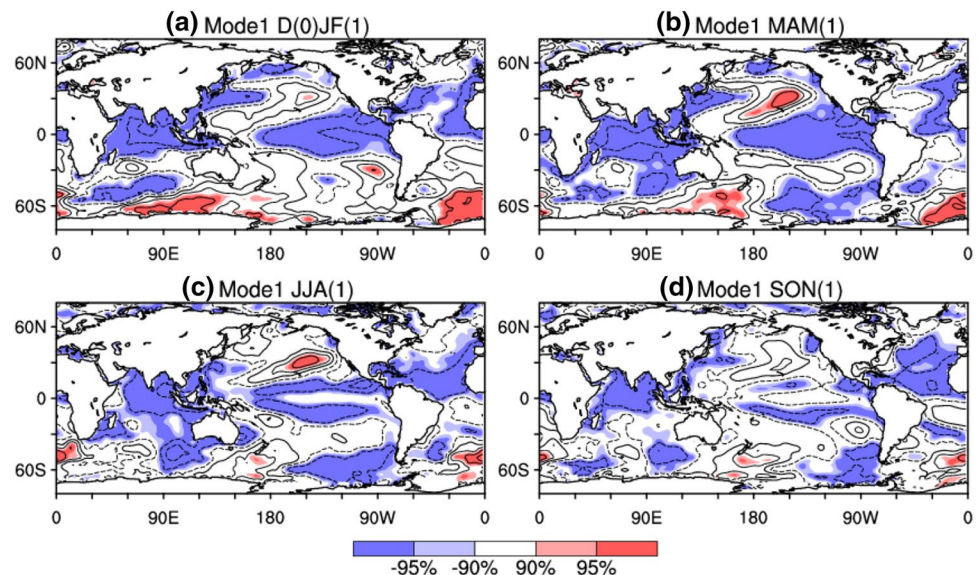 (a) Mode1 D(0)JF(1)
(b) Mode1 MAM(1)
60N
0
60S
0 90E 180 90W 0
60N
0
60S
0 90E 180 90W 0
(c) Mode1 JJA(1)
(d) Mode1 SON(1)
60N
0
60S
0 90E 180 90W 0
60N
0
60S
0 90E 180 90W 0
-95% -90% 90% 95%